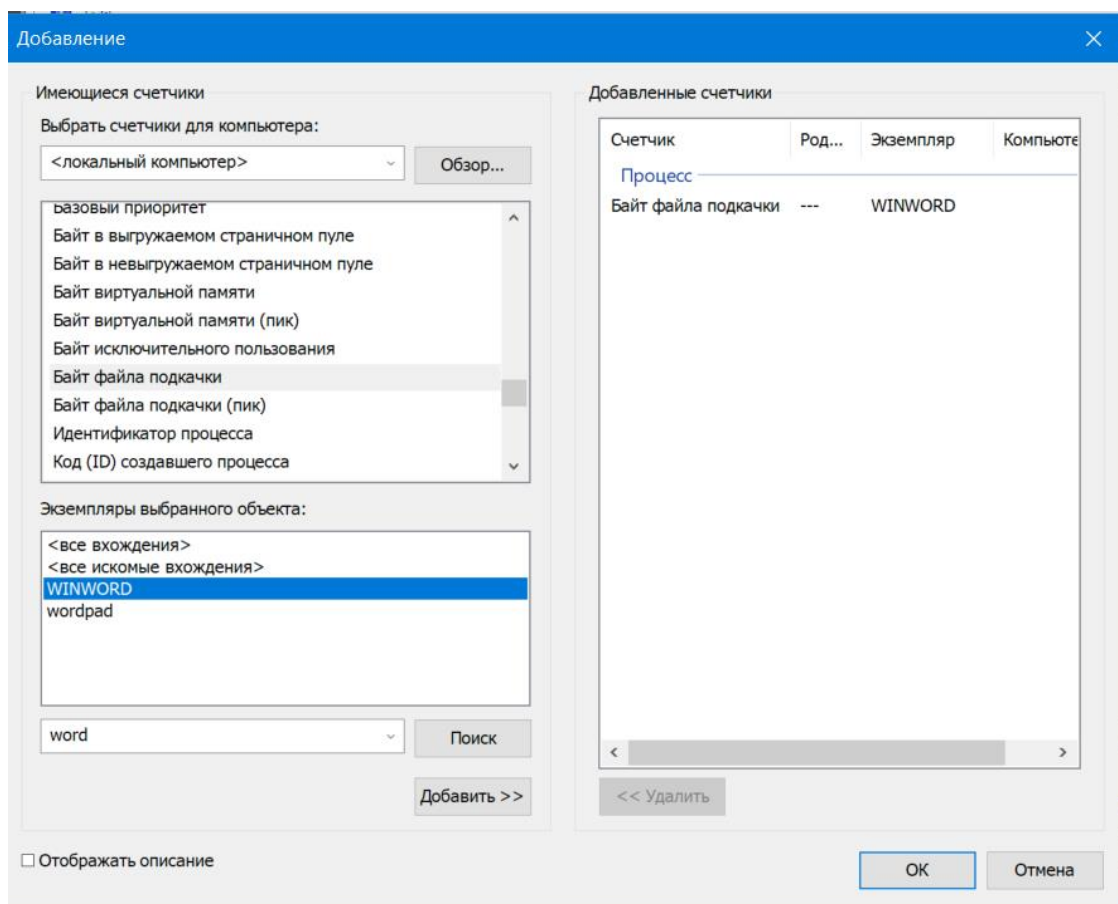 Добавление
Имеющиеся счетчики
Выбрать счетчики для компьютера:
<локальный компьютер>
Обзор...
Базовый приоритет
Байт в выгружаемом страничном пуле
Байт в невыгружаемом страничном пуле
Байт виртуальной памяти
Байт виртуальной памяти (пик)
Байт исключительного пользования
Байт файла подкачки
Байт файла подкачки (пик)
Идентификатор процесса
Код (ID) создавшего процесса
Экземпляры выбранного объекта:
<все вхождения>
<все искомые вхождения>
WINWORD
wordpad
word
Поиск
Добавить >>
Добавленные счетчики
Счетчик Род... Экземпляр Компьюте
Процесс
Байт файла подкачки --- WINWORD
<< Удалить
Отображать описание
ОК Отмена